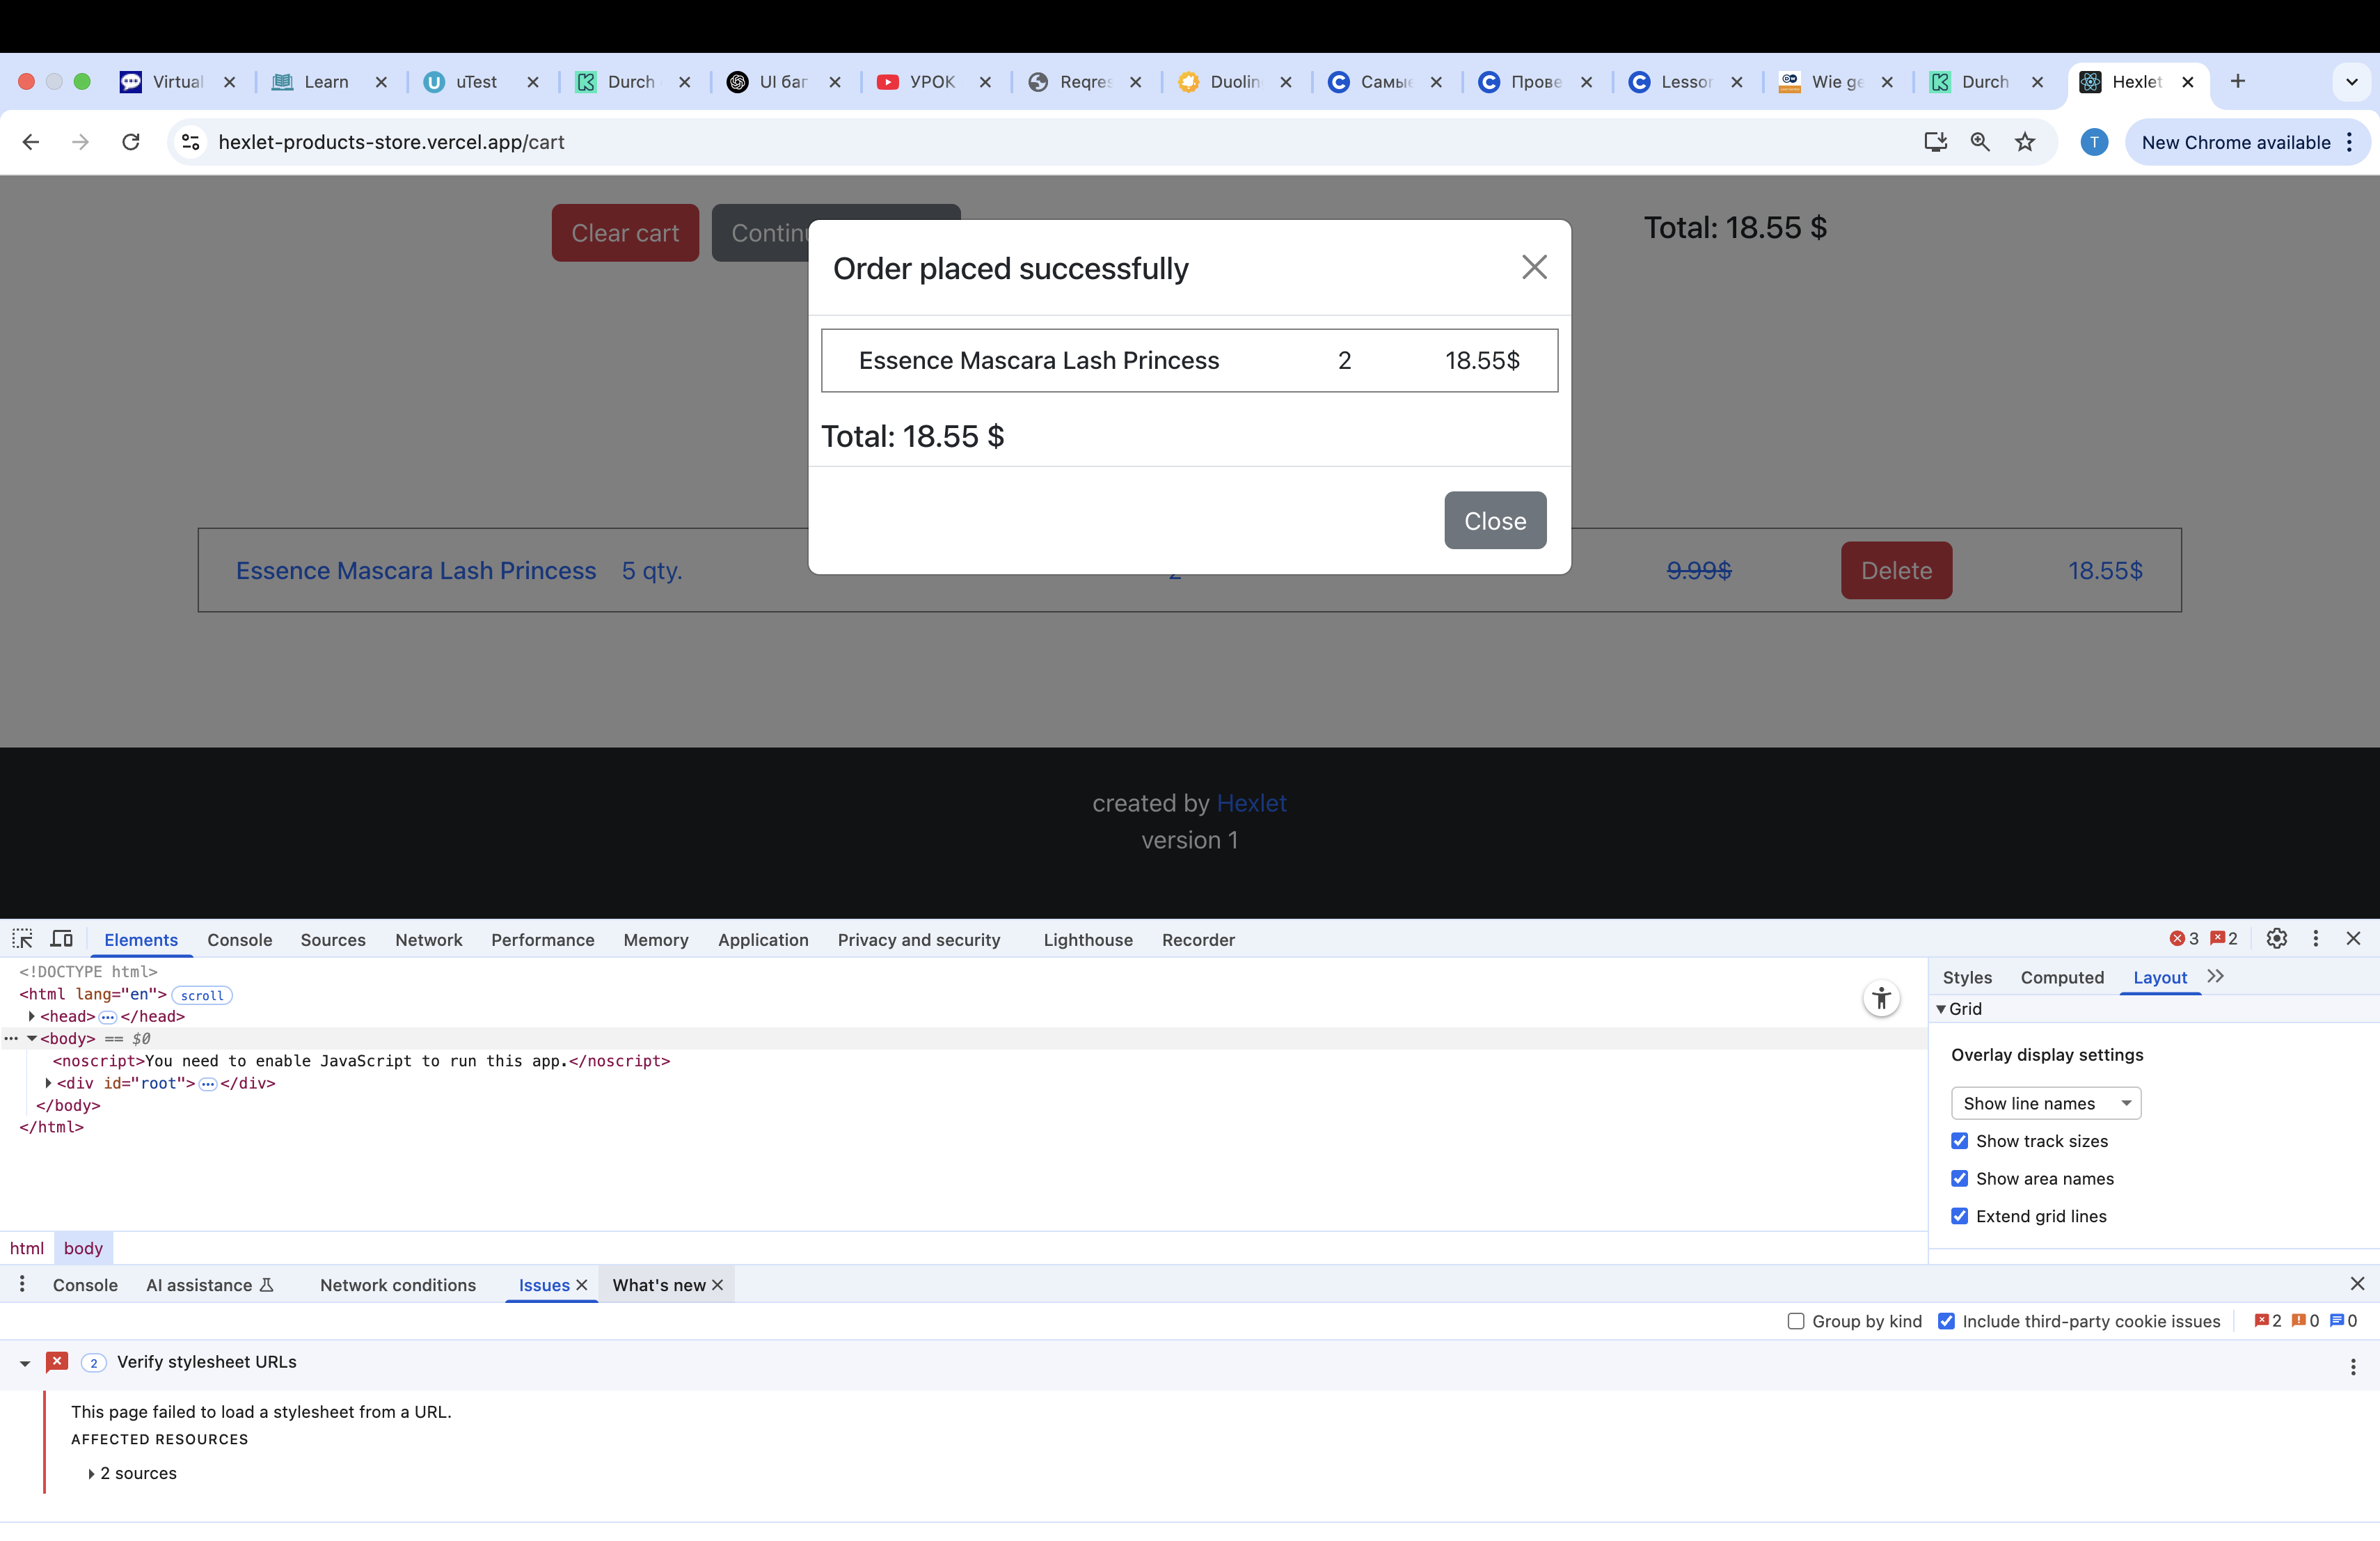 Virtual
Learn
uTest
Durch
UI баг
УРОК
Reqres
Duolin
Самые
Прове
Lesson
Wie ge
Durch
Hexlet
hexlet-products-store.vercel.app/cart
T
New Chrome available
Clear cart
Continu
Total: 18.55 $
Order placed successfully
Essence Mascara Lash Princess 2 18.55$
Total: 18.55 $
Close
Essence Mascara Lash Princess 5 qty. 2 9.99$ Delete 18.55$
created by Hexlet
version 1
Elements Console Sources Network Performance Memory Application Privacy and security Lighthouse Recorder 3 2
<!DOCTYPE html>
<html lang="en"> scroll
<head> ··· </head>
··· <body> == $0
<noscript>You need to enable JavaScript to run this app.</noscript>
<div id="root"> ··· </div>
</body>
</html>
Styles Computed Layout
Grid
Overlay display settings
Show line names
Show track sizes
Show area names
Extend grid lines
html body
Console AI assistance Network conditions Issues What's new
Group by kind Include third-party cookie issues 2 0 0
2 Verify stylesheet URLs
This page failed to load a stylesheet from a URL.
AFFECTED RESOURCES
2 sources